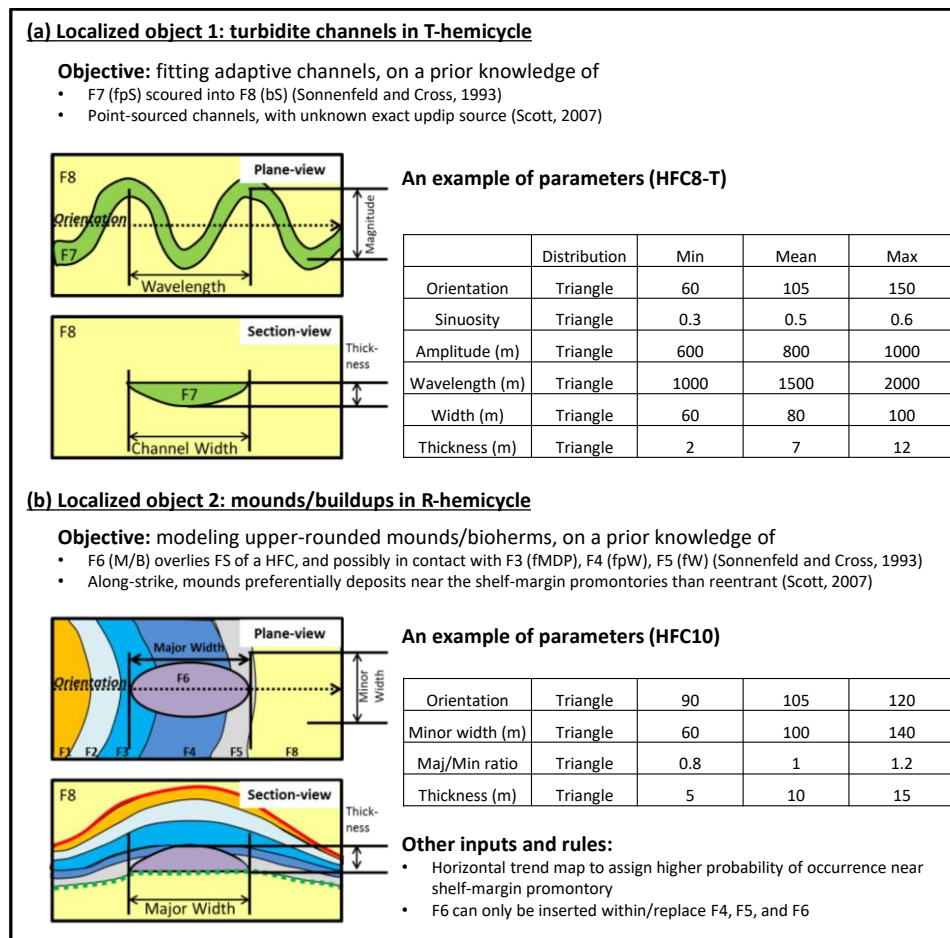 (a) Localized object 1: turbidite channels in T-hemicycle
Objective: fitting adaptive channels, on a prior knowledge of
• F7 (fpS) scoured into F8 (bS) (Sonnenfeld and Cross, 1993)
• Point-sourced channels, with unknown exact updip source (Scott, 2007)
F8
Plane-view
Orientation
F7
Wavelength
Magnitude
F8
Section-view
Thick-
ness
F7
Channel Width
An example of parameters (HFC8-T)
Distribution Min Mean Max
Orientation Triangle 60 105 150
Sinuosity Triangle 0.3 0.5 0.6
Amplitude (m) Triangle 600 800 1000
Wavelength (m) Triangle 1000 1500 2000
Width (m) Triangle 60 80 100
Thickness (m) Triangle 2 7 12
(b) Localized object 2: mounds/buildups in R-hemicycle
Objective: modeling upper-rounded mounds/bioherms, on a prior knowledge of
• F6 (M/B) overlies FS of a HFC, and possibly in contact with F3 (fMDP), F4 (fpW), F5 (fW) (Sonnenfeld and Cross, 1993)
• Along-strike, mounds preferentially deposits near the shelf-margin promontories than reentrant (Scott, 2007)
Plane-view
Major Width
Orientation
F6
Minor
Width
F1 F2 F3 F4 F5 F8
F8
Section-view
Thick-
ness
Major Width
An example of parameters (HFC10)
Orientation Triangle 90 105 120
Minor width (m) Triangle 60 100 140
Maj/Min ratio Triangle 0.8 1 1.2
Thickness (m) Triangle 5 10 15
Other inputs and rules:
• Horizontal trend map to assign higher probability of occurrence near
shelf-margin promontory
• F6 can only be inserted within/replace F4, F5, and F6